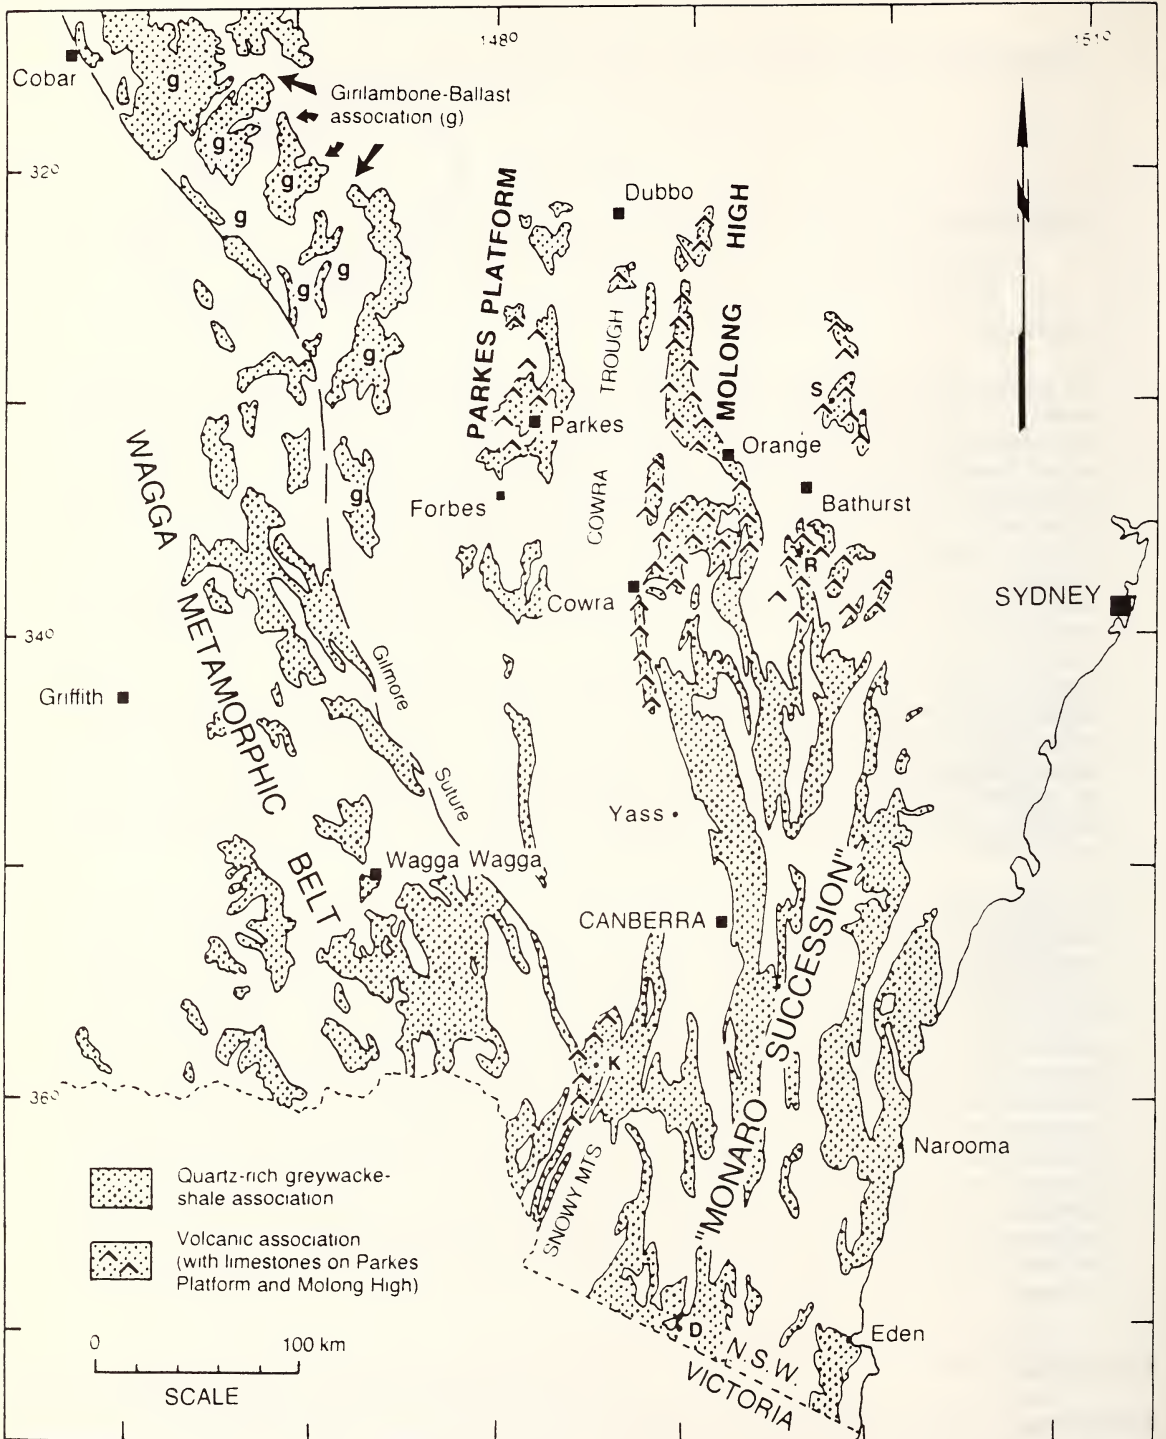 148°
151°
Cobar
g
Girilambone-Ballast
association (g)
g
g
32°
g
g
g
g
g
Dubbo
PARKES PLATFORM
MOLONG HIGH
TROUGH
COWRA
S
Parkes
Orange
Forbes
Bathurst
R
Cowra
SYDNEY
WAGGA METAMORPHIC BELT
34°
Griffith
Gilmore
Suture
Yass
Wagga Wagga
CANBERRA
"MONARO SUCCESSION"
K
36°
Narooma
SNOWY MTS
Quartz-rich greywacke-
shale association
Volcanic association
(with limestones on Parkes
Platform and Molong High)
D
Eden
N.S.W.
VICTORIA
0 100 km
SCALE